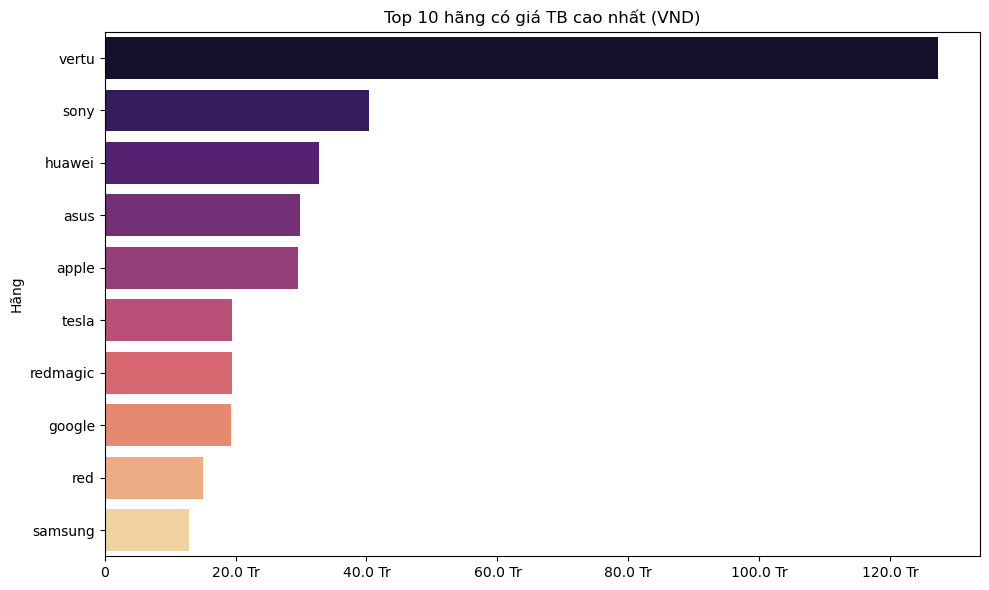 Top 10 hãng có giá TB cao nhất (VND)
Hãng
vertu
sony
huawei
asus
apple
tesla
redmagic
google
red
samsung
0
20.0 Tr
40.0 Tr
60.0 Tr
80.0 Tr
100.0 Tr
120.0 Tr